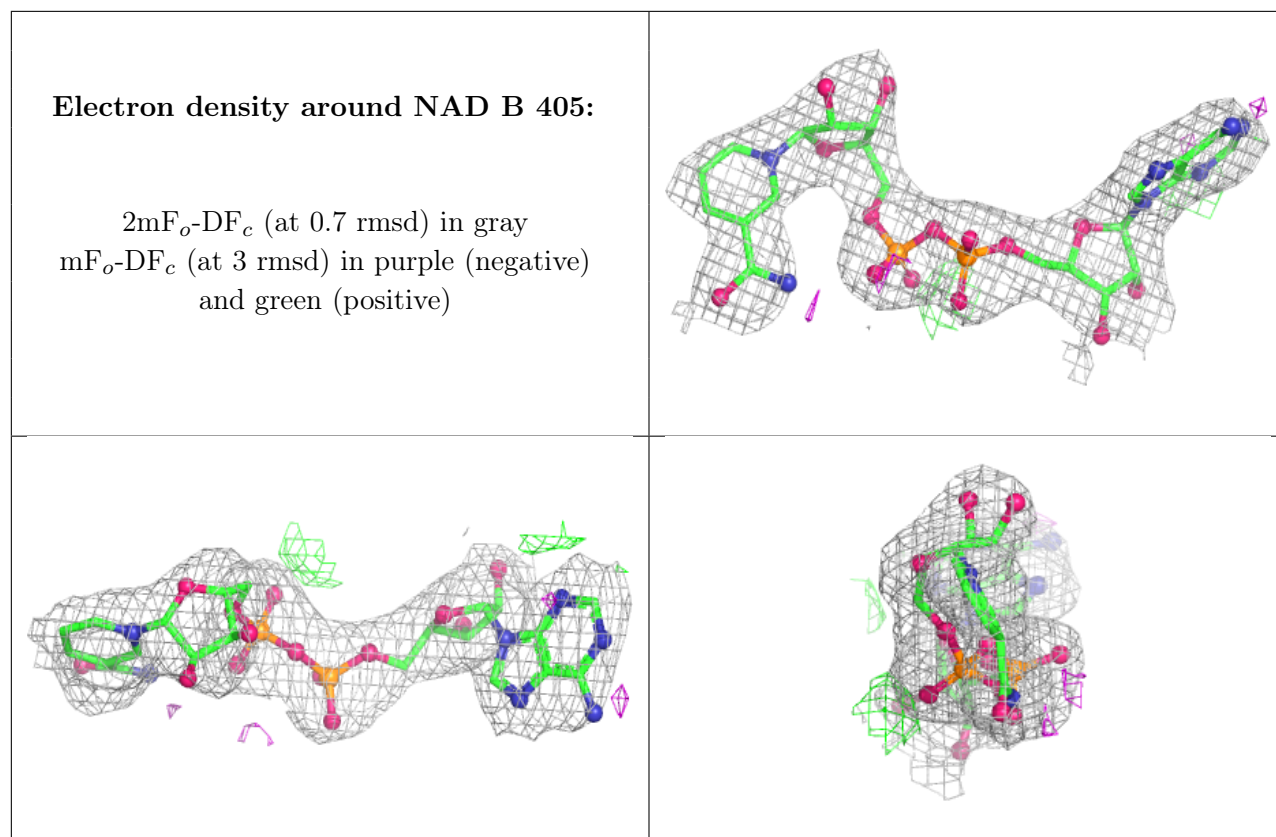 Electron density around NAD B 405:
2mFo-DFc (at 0.7 rmsd) in gray
mFo-DFc (at 3 rmsd) in purple (negative)
and green (positive)